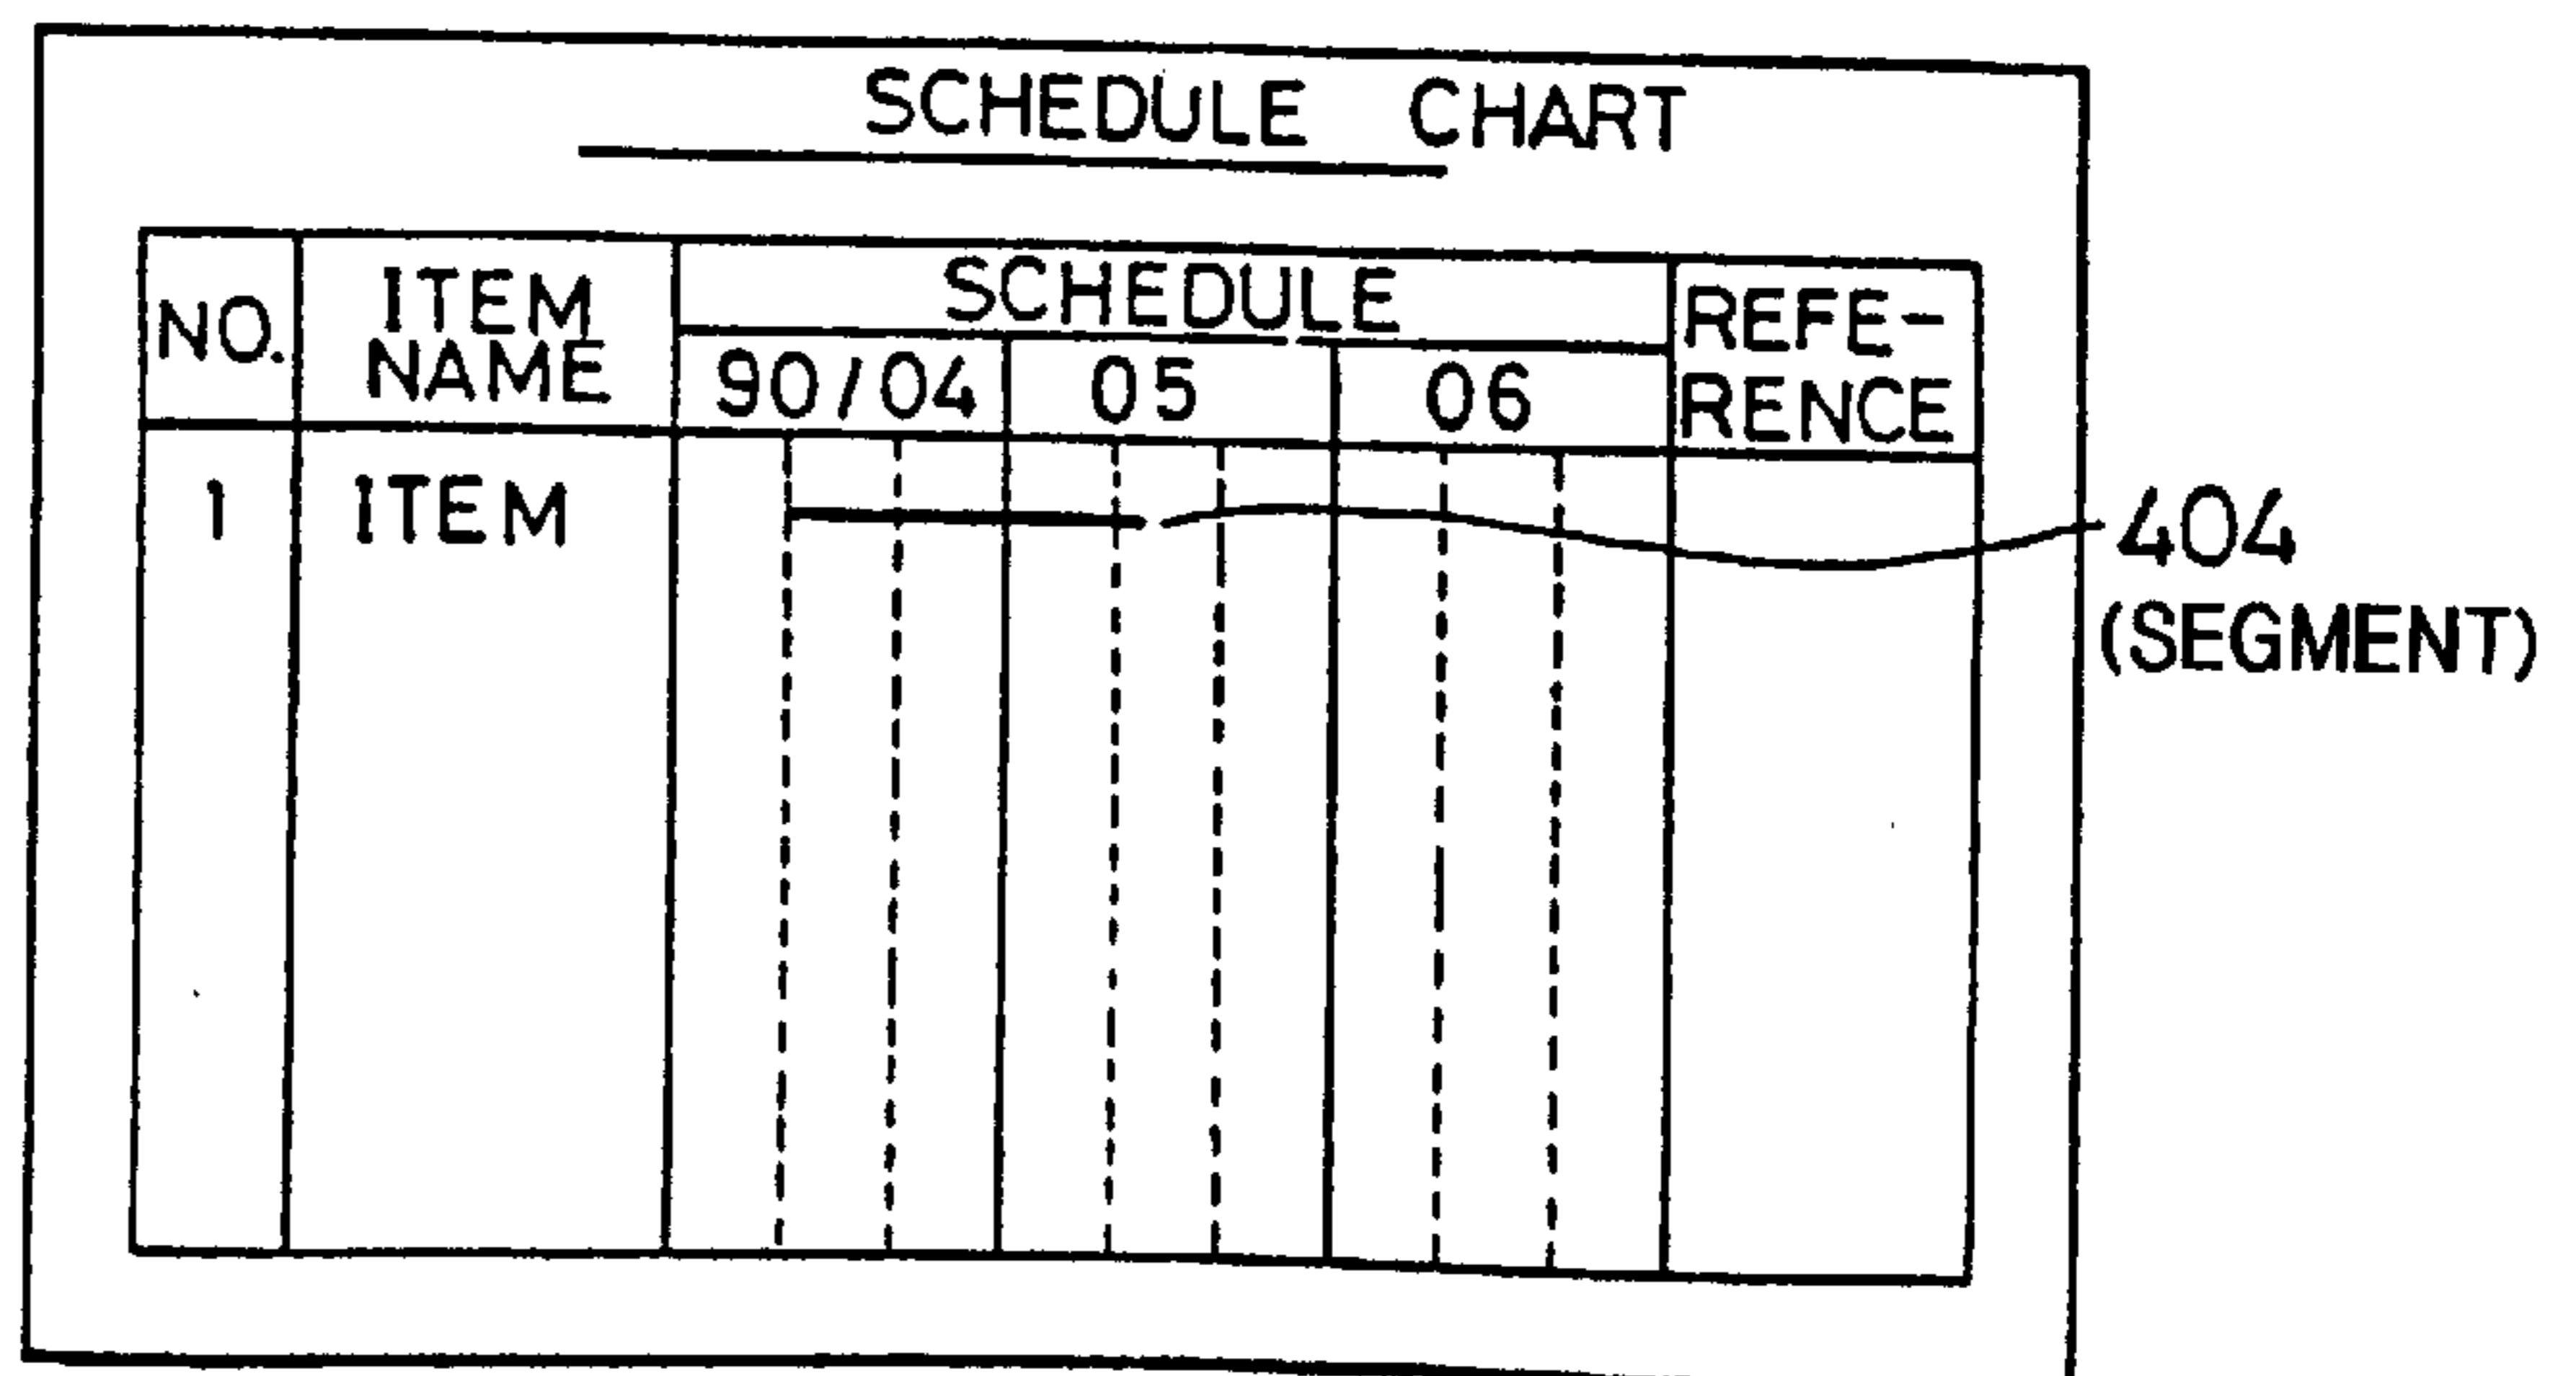 SCHEDULE CHART
NO.
ITEM
NAME
SCHEDULE
90/04
05
06
REFE-
RENCE
1
ITEM
404
(SEGMENT)